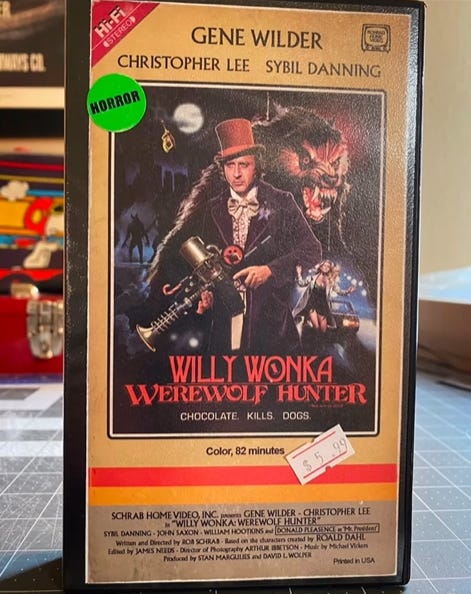 Hi-Fi
STEREO
GENE WILDER
CHRISTOPHER LEE SYBIL DANNING
HORROR
WILLY WONKA
WEREWOLF HUNTER
CHOCOLATE. KILLS. DOGS.
Color, 82 minutes
$5.99
SCHRAB HOME VIDEO, INC. presents GENE WILDER - CHRISTOPHER LEE
in "WILLY WONKA: WEREWOLF HUNTER"
SYBIL DANNING - JOHN SAXON - WILLIAM HOOTKINS and DONALD PLEASENCE as "Mr. President"
Written and Directed by ROB SCHRAB - Based on the characters created by ROALD DAHL
Edited by JAMES NEEDS - Director of Photography ARTHUR IBBETSON - Music by Michael Vickers
Produced by STAN MARGULIES and DAVID L. WOLPER
Printed in USA